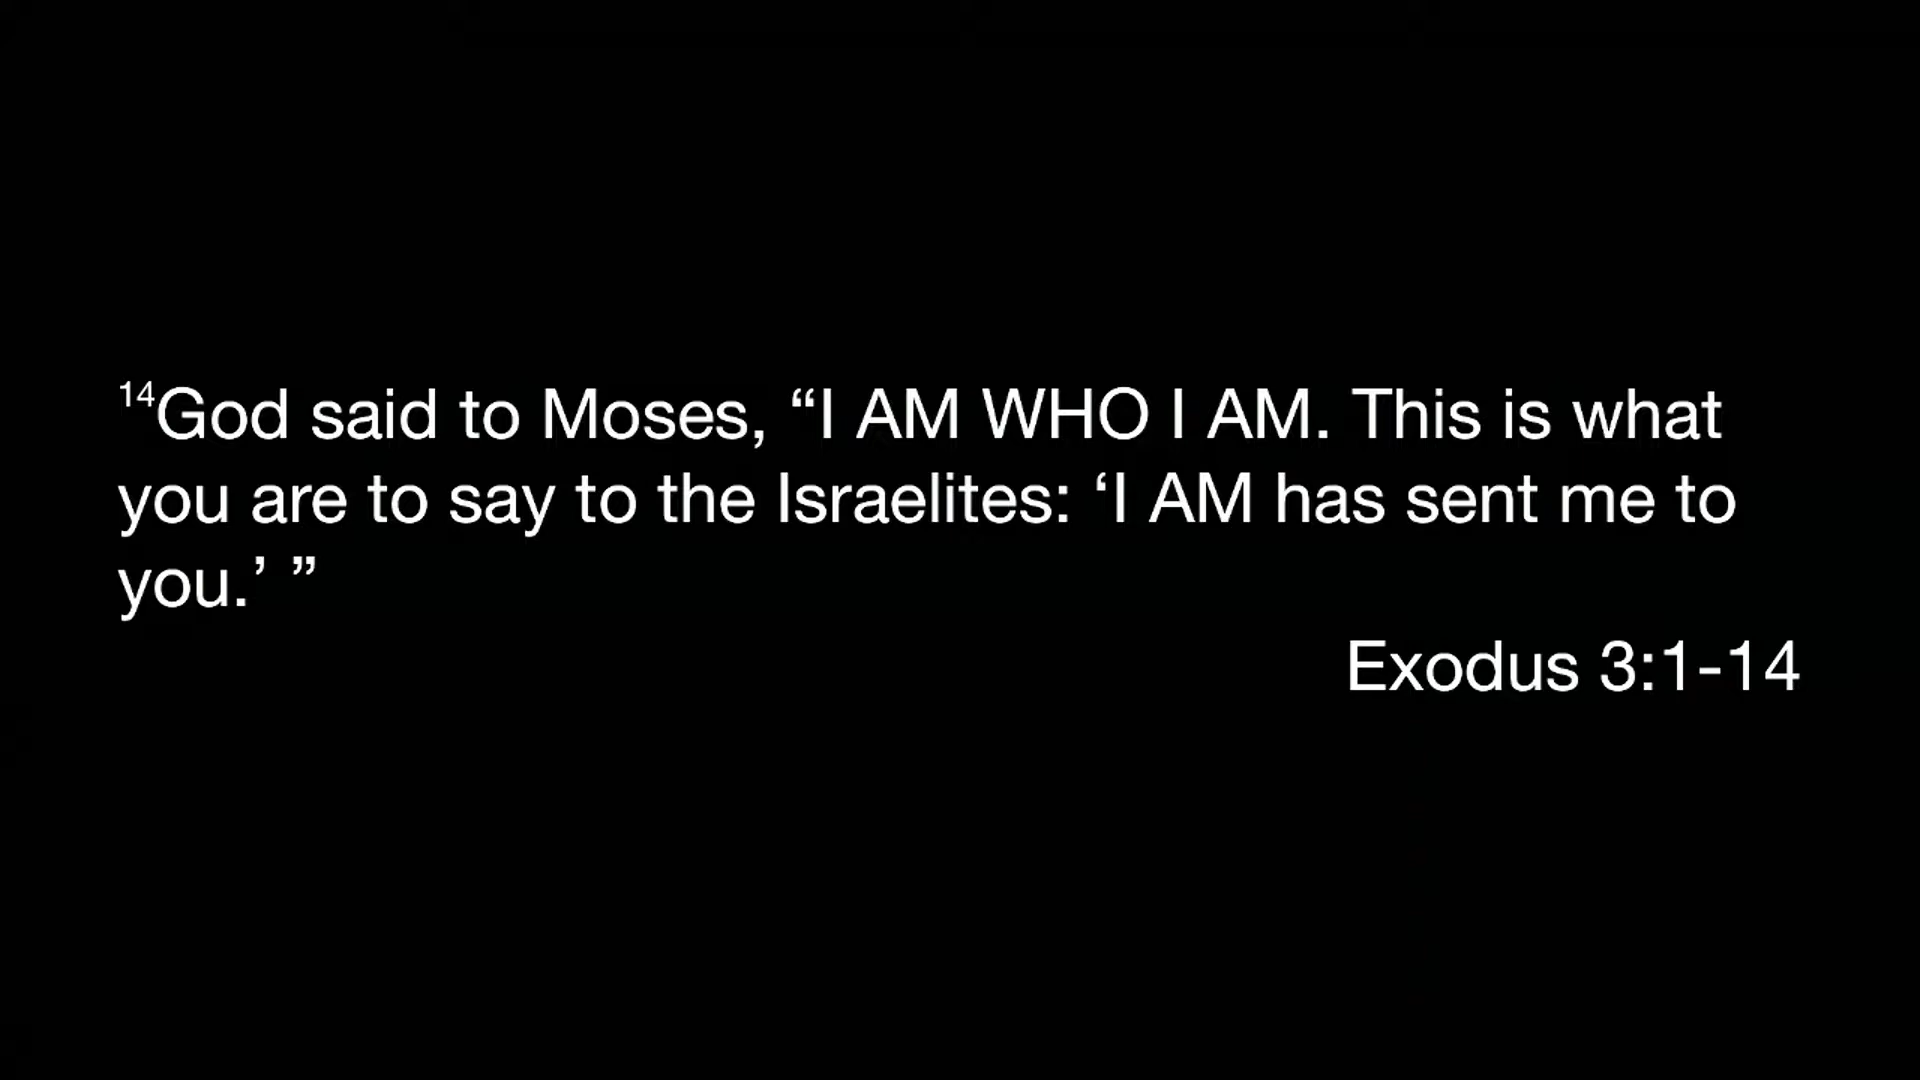 ¹⁴God said to Moses, “I AM WHO I AM. This is what
you are to say to the Israelites: ‘I AM has sent me to
you.’ ”
Exodus 3:1-14